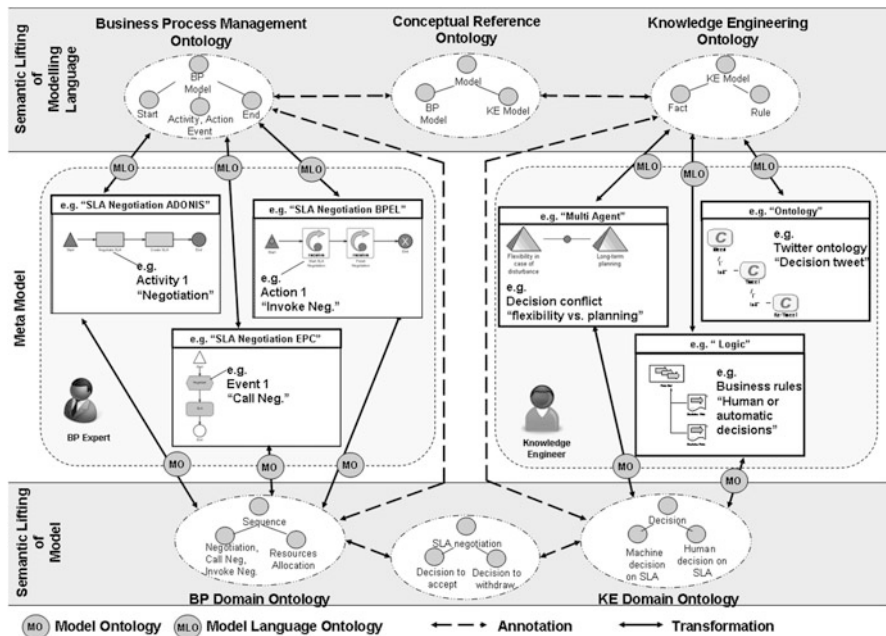 Business Process Management
Ontology
Conceptual Reference
Ontology
Knowledge Engineering
Ontology
Semantic Lifting
of
Modelling
Language
BP
Model
Start
Activity, Action
Event
End
Model
BP
Model
KE Model
KE Model
Fact
Rule
MLO
MLO
MLO
MLO
MLO
MLO
Meta Model
e.g. "SLA Negotiation ADONIS"
e.g.
Activity 1
"Negotiation"
e.g. "SLA Negotiation BPEL"
e.g.
Action 1
"Invoke Neg."
e.g. "SLA Negotiation EPC"
e.g.
Event 1
"Call Neg."
BP Expert
e.g. "Multi Agent"
Flexibility in
case of
disturbance
Long-term
planning
e.g.
Decision conflict
"flexibility vs. planning"
e.g. "Ontology"
C
C
C
e.g.
Twitter ontology
"Decision tweet"
e.g. " Logic"
e.g.
Business rules
"Human or
automatic
decisions"
Knowledge
Engineer
MO
MO
MO
MO
MO
Semantic Lifting
of
Model
Sequence
Negotiation,
Call Neg,
Invoke Neg.
Resources
Allocation
SLA negotiation
Decision to
accept
Decision to
withdraw
Decision
Machine
decision
on SLA
Human
decision on
SLA
BP Domain Ontology
KE Domain Ontology
MO Model Ontology
MLO Model Language Ontology
Annotation
Transformation